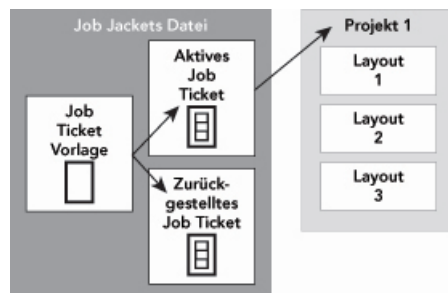 Job Jackets Datei
Job
Ticket
Vorlage
Aktives
Job
Ticket
Zurück-
gestelltes
Job Ticket
Projekt 1
Layout
1
Layout
2
Layout
3